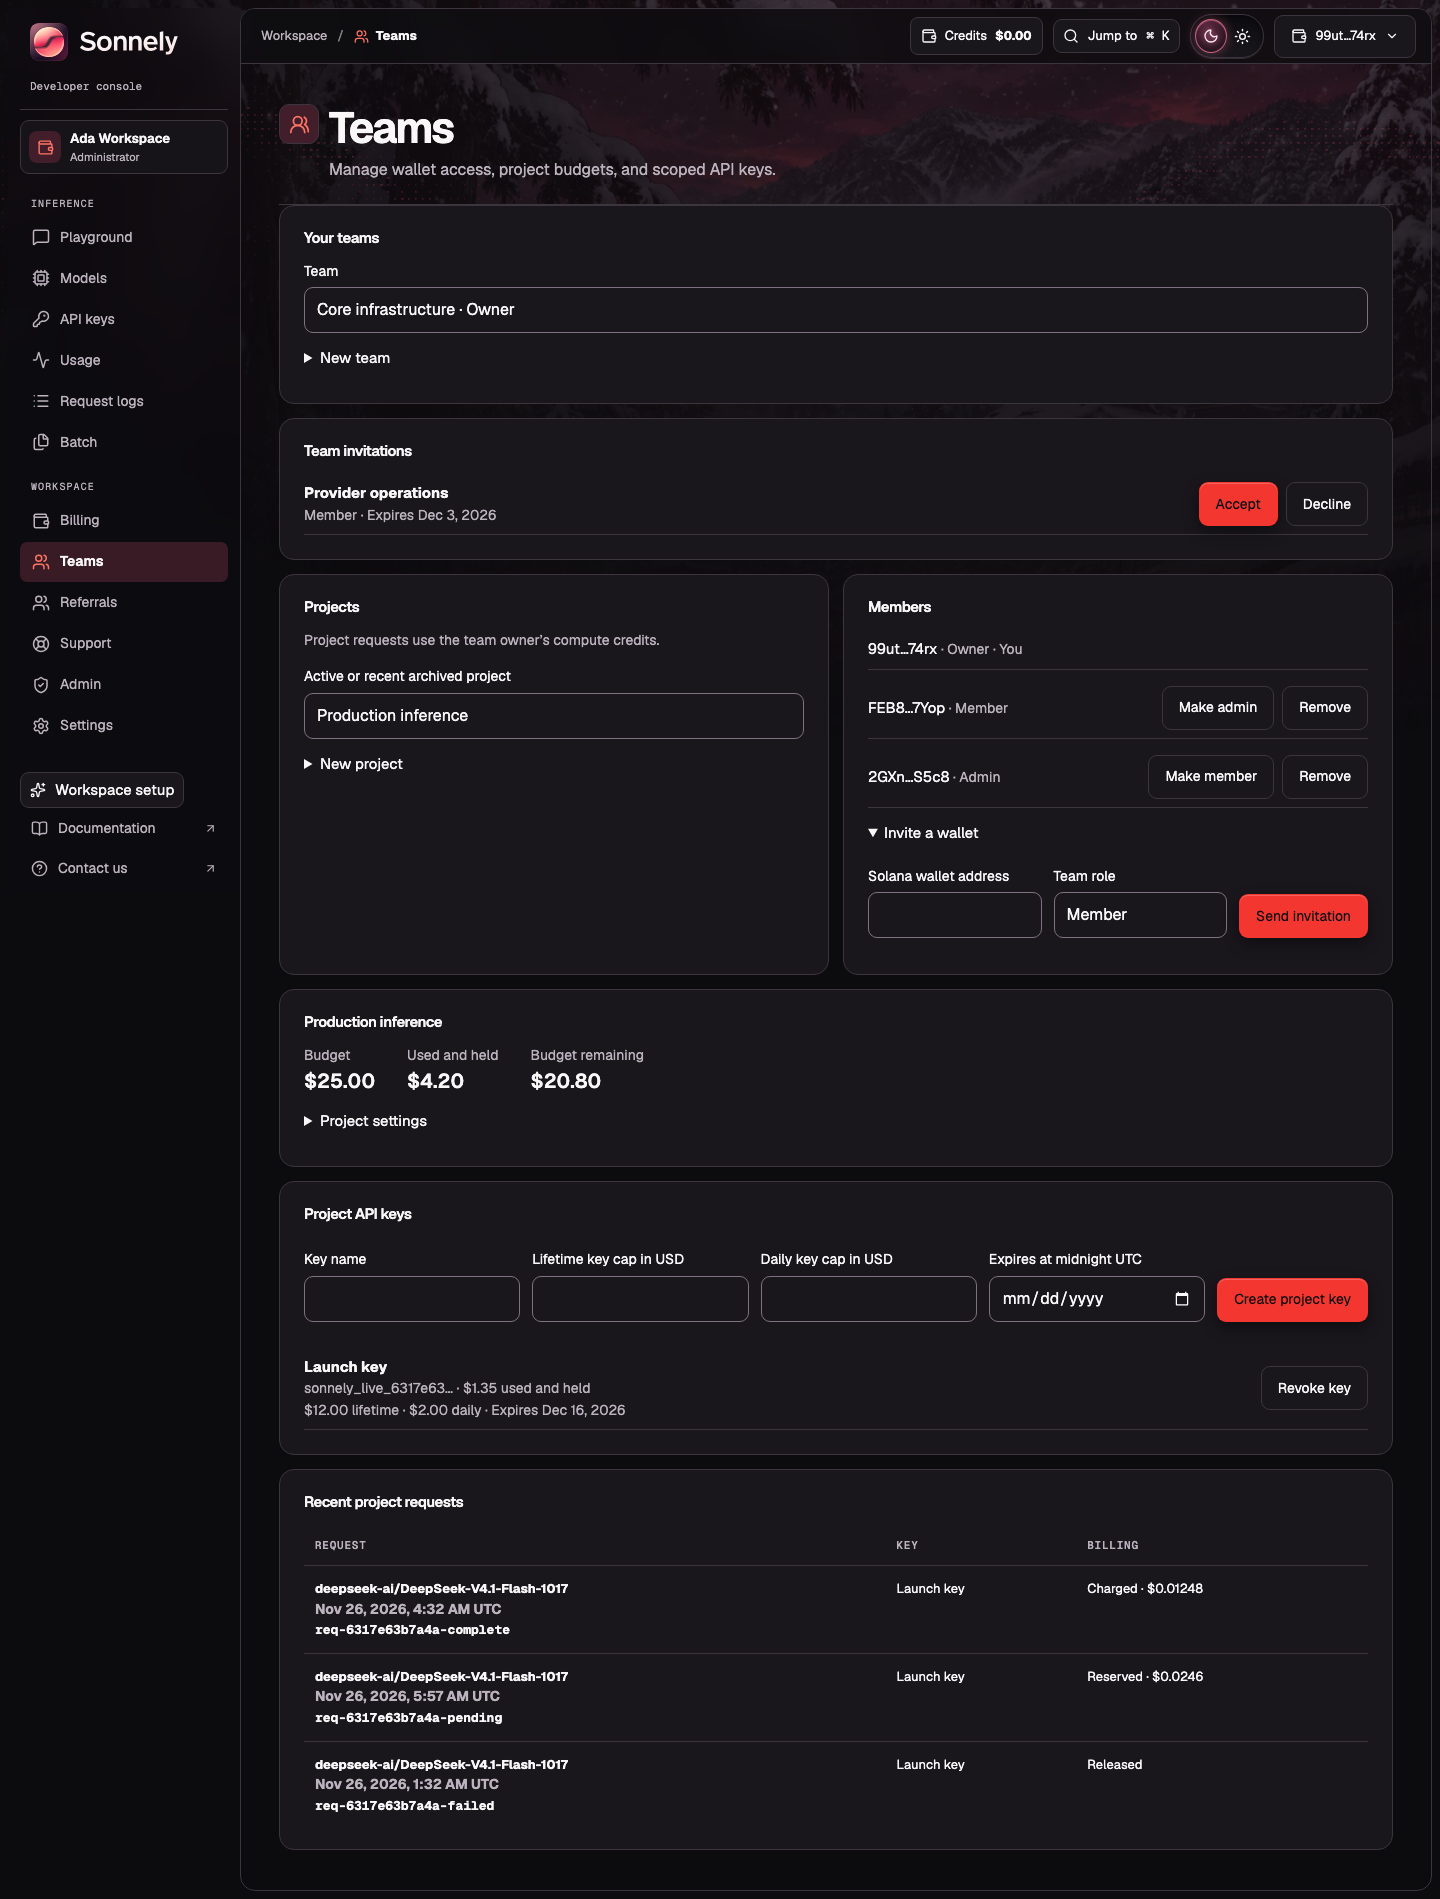 Sonnely
Developer console
Ada Workspace
Administrator
INFERENCE
Playground
Models
API keys
Usage
Request logs
Batch
WORKSPACE
Billing
Teams
Referrals
Support
Admin
Settings
Workspace setup
Documentation
Contact us
Workspace / Teams
Credits $0.00
Jump to ⌘ K
99ut...74rx
Teams
Manage wallet access, project budgets, and scoped API keys.
Your teams
Team
Core infrastructure · Owner
▶ New team
Team invitations
Provider operations
Member · Expires Dec 3, 2026
Accept
Decline
Projects
Project requests use the team owner's compute credits.
Active or recent archived project
Production inference
▶ New project
Members
99ut...74rx · Owner · You
FEB8...7Yop · Member
Make admin
Remove
2GXn...S5c8 · Admin
Make member
Remove
▼ Invite a wallet
Solana wallet address
Team role
Member
Send invitation
Production inference
Budget
$25.00
Used and held
$4.20
Budget remaining
$20.80
▶ Project settings
Project API keys
Key name
Lifetime key cap in USD
Daily key cap in USD
Expires at midnight UTC
mm/dd/yyyy
Create project key
Launch key
sonnely_live_6317e63... · $1.35 used and held
$12.00 lifetime · $2.00 daily · Expires Dec 16, 2026
Revoke key
Recent project requests
REQUEST KEY BILLING
deepseek-ai/DeepSeek-V4.1-Flash-1017 Launch key Charged · $0.01248
Nov 26, 2026, 4:32 AM UTC
req-6317e63b7a4a-complete
deepseek-ai/DeepSeek-V4.1-Flash-1017 Launch key Reserved · $0.0246
Nov 26, 2026, 5:57 AM UTC
req-6317e63b7a4a-pending
deepseek-ai/DeepSeek-V4.1-Flash-1017 Launch key Released
Nov 26, 2026, 1:32 AM UTC
req-6317e63b7a4a-failed